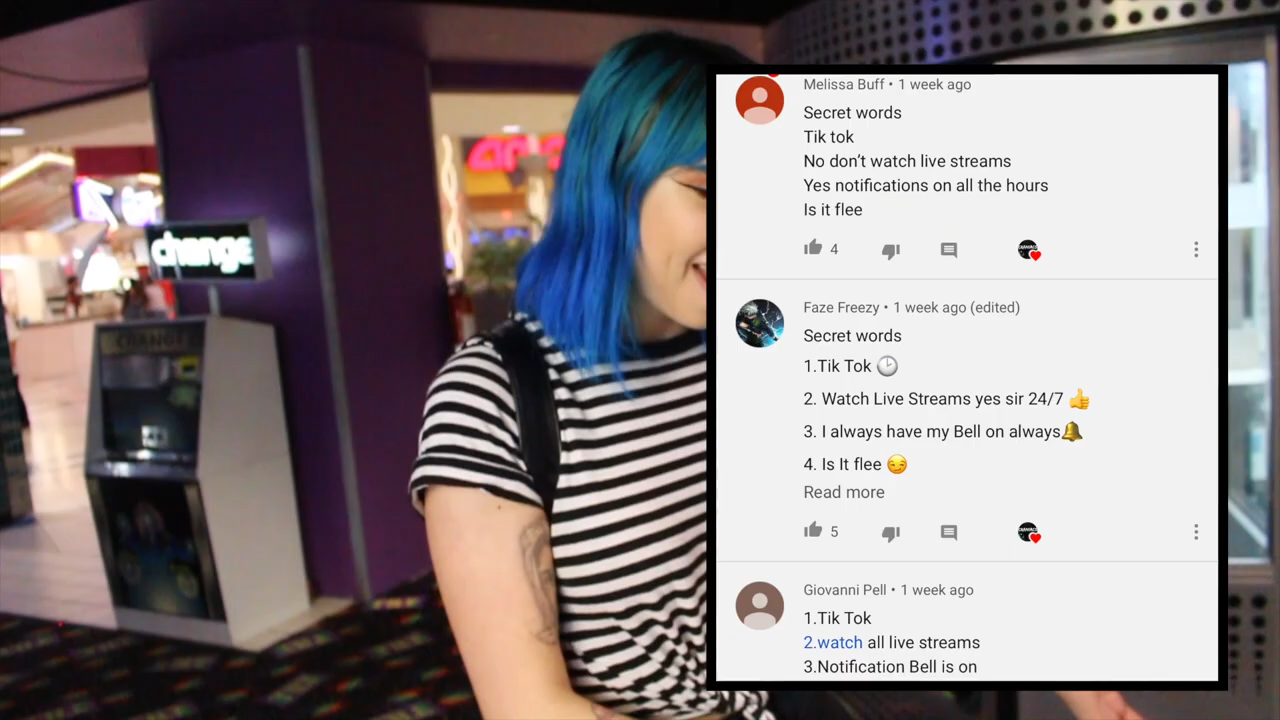 change
CHANGE
Melissa Buff • 1 week ago
Secret words
Tik tok
No don't watch live streams
Yes notifications on all the hours
Is it flee
4
Faze Freezy • 1 week ago (edited)
Secret words
1.Tik Tok 🕑
2. Watch Live Streams yes sir 24/7 👍
3. I always have my Bell on always🔔
4. Is It flee 😏
Read more
5
Giovanni Pell • 1 week ago
1.Tik Tok
2.watch all live streams
3.Notification Bell is on